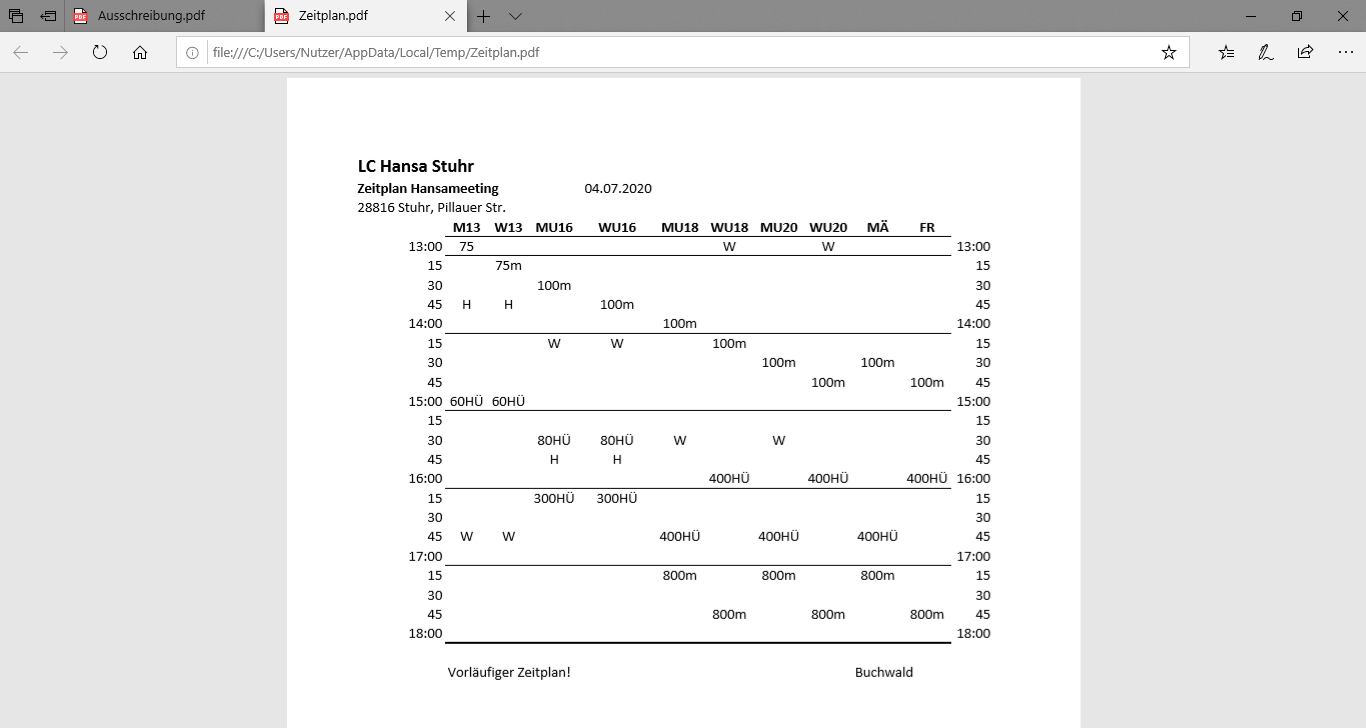 Ausschreibung.pdf Zeitplan.pdf
file:///C:/Users/Nutzer/AppData/Local/Temp/Zeitplan.pdf
LC Hansa Stuhr
Zeitplan Hansameeting 04.07.2020
28816 Stuhr, Pillauer Str.
M13 W13 MU16 WU16 MU18 WU18 MU20 WU20 MÄ FR
13:00 75 W W 13:00
15 75m 15
30 100m 30
45 H H 100m 45
14:00 100m 14:00
15 W W 100m 15
30 100m 100m 30
45 100m 100m 45
15:00 60HÜ 60HÜ 15:00
15 15
30 80HÜ 80HÜ W W 30
45 H H 45
16:00 400HÜ 400HÜ 400HÜ 16:00
15 300HÜ 300HÜ 15
30 30
45 W W 400HÜ 400HÜ 400HÜ 45
17:00 17:00
15 800m 800m 800m 15
30 30
45 800m 800m 800m 45
18:00 18:00
Vorläufiger Zeitplan! Buchwald